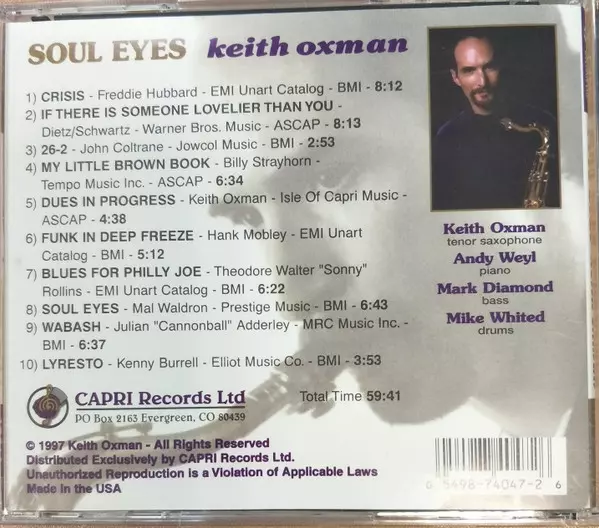 SOUL EYES keith oxman
1) CRISIS - Freddie Hubbard - EMI Unart Catalog - BMI - 8:12
2) IF THERE IS SOMEONE LOVELIER THAN YOU -
Dietz/Schwartz - Warner Bros. Music - ASCAP - 8:13
3) 26-2 - John Coltrane - Jowcol Music - BMI - 2:53
4) MY LITTLE BROWN BOOK - Billy Strayhorn -
Tempo Music Inc. - ASCAP - 6:34
5) DUES IN PROGRESS - Keith Oxman - Isle Of Capri Music -
ASCAP - 4:38
6) FUNK IN DEEP FREEZE - Hank Mobley - EMI Unart
Catalog - BMI - 5:12
7) BLUES FOR PHILLY JOE - Theodore Walter "Sonny"
Rollins - EMI Unart Catalog - BMI - 6:22
8) SOUL EYES - Mal Waldron - Prestige Music - BMI - 6:43
9) WABASH - Julian "Cannonball" Adderley - MRC Music Inc. -
BMI - 6:37
10) LYRESTO - Kenny Burrell - Elliot Music Co. - BMI - 3:53
Total Time 59:41
Keith Oxman
tenor saxophone
Andy Weyl
piano
Mark Diamond
bass
Mike Whited
drums
CAPRI Records Ltd
PO Box 2163 Evergreen, CO 80439
© 1997 Keith Oxman - All Rights Reserved
Distributed Exclusively by CAPRI Records Ltd.
Unauthorized Reproduction is a Violation of Applicable Laws
Made in the USA
0 5498-74047-2 6